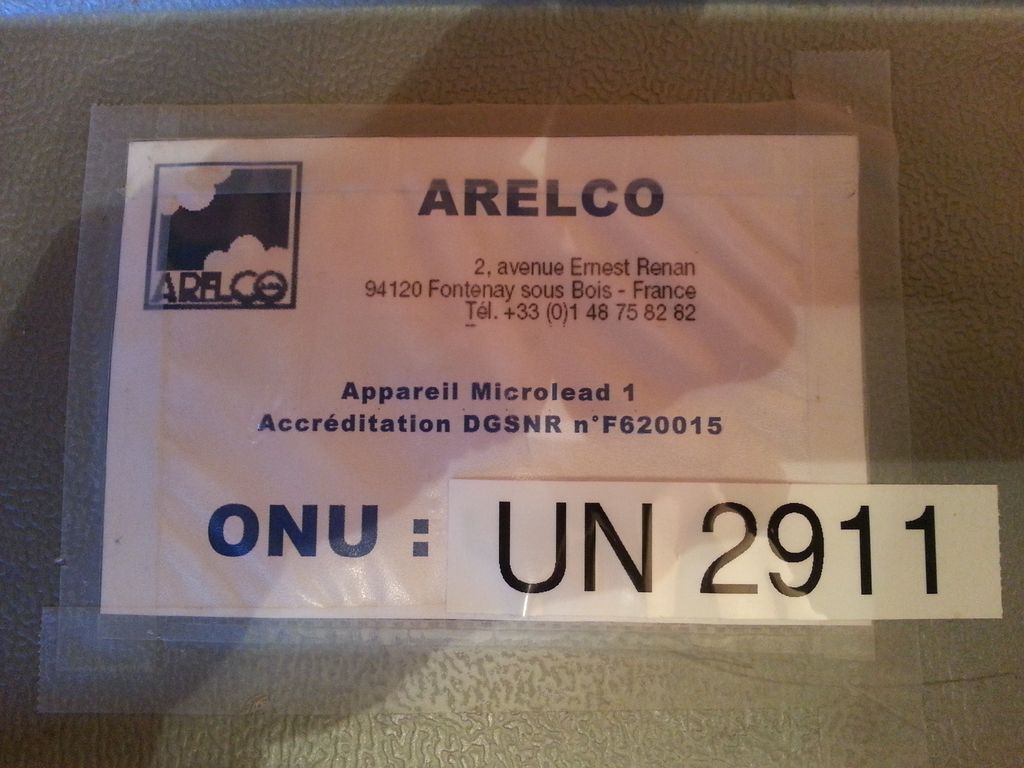 ARELCO
ARELCO
2, avenue Ernest Renan
94120 Fontenay sous Bois - France
Tél. +33 (0)1 48 75 82 82
Appareil Microlead 1
Accréditation DGSNR n°F620015
ONU : UN 2911